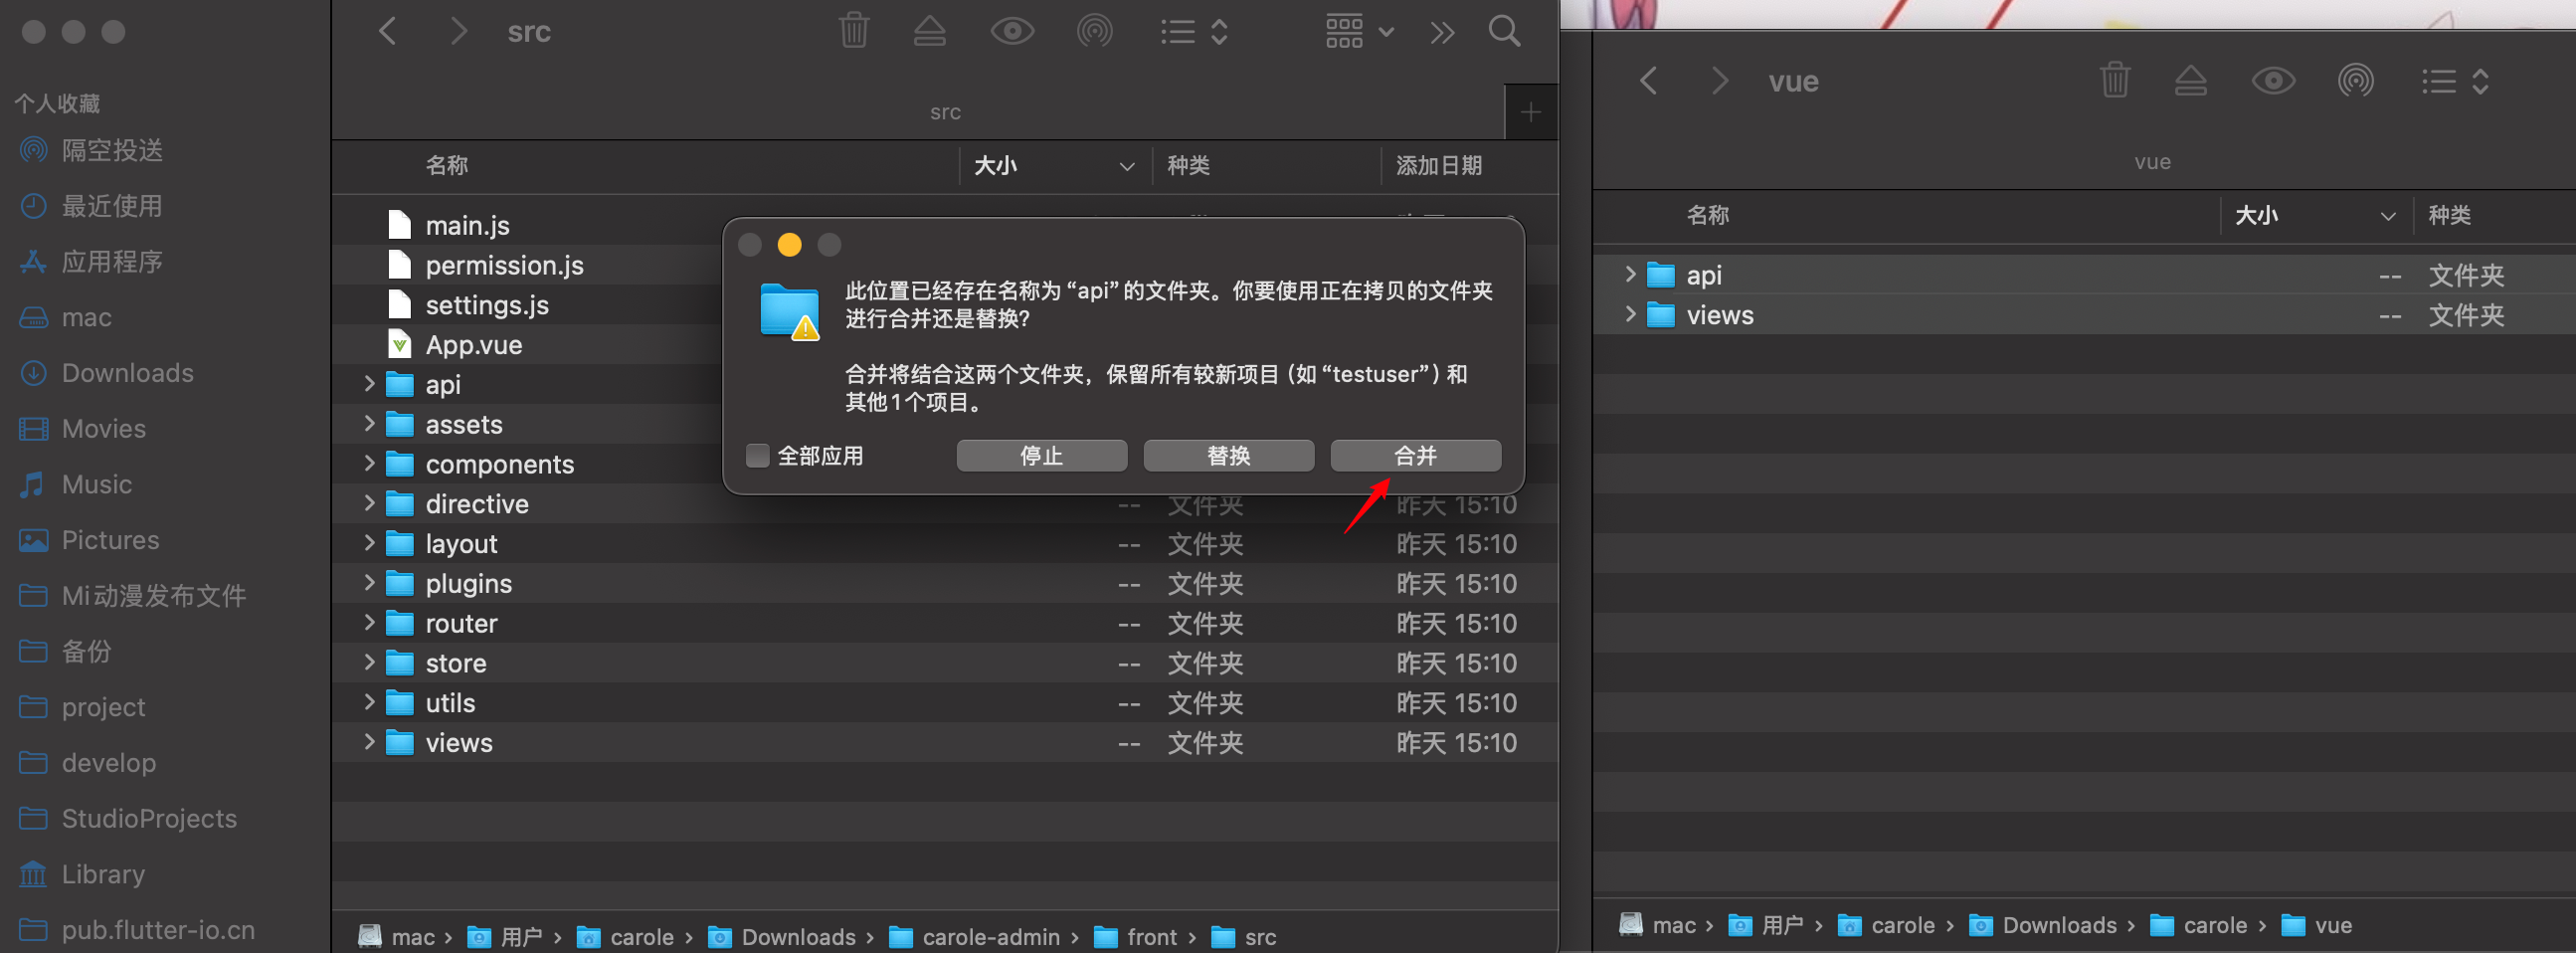 src
src
个人收藏
隔空投送
最近使用
应用程序
mac
Downloads
Movies
Music
Pictures
Mi动漫发布文件
备份
project
develop
StudioProjects
Library
pub.flutter-io.cn
名称 大小 种类 添加日期
main.js
permission.js
settings.js
App.vue
api
assets
components
directive -- 文件夹 昨天 15:10
layout -- 文件夹 昨天 15:10
plugins -- 文件夹 昨天 15:10
router -- 文件夹 昨天 15:10
store -- 文件夹 昨天 15:10
utils -- 文件夹 昨天 15:10
views -- 文件夹 昨天 15:10
mac › 用户 › carole › Downloads › carole-admin › front › src
此位置已经存在名称为“api”的文件夹。你要使用正在拷贝的文件夹
进行合并还是替换?
合并将结合这两个文件夹，保留所有较新项目（如“testuser”）和
其他1个项目。
全部应用 停止 替换 合并
vue
vue
名称 大小 种类
api -- 文件夹
views -- 文件夹
mac › 用户 › carole › Downloads › carole › vue